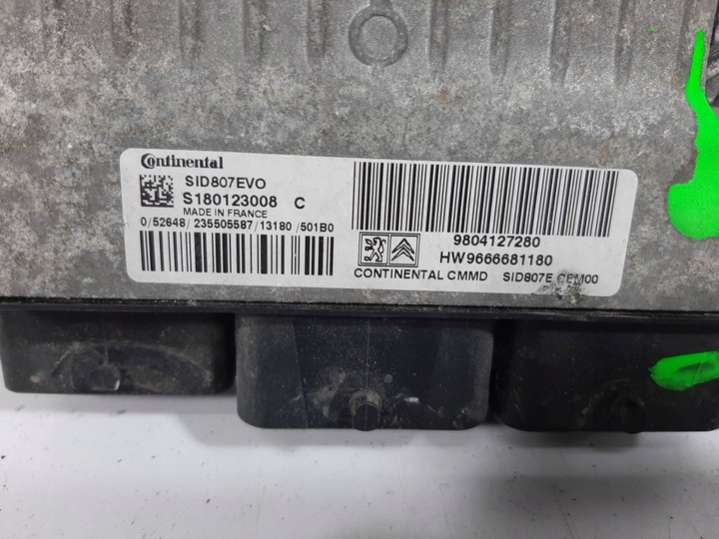 Continental
SID807EVO
S180123008 C
MADE IN FRANCE
0/52648/235505587/13180/501B0
9804127280
HW9666681180
CONTINENTAL CMMD SID807E